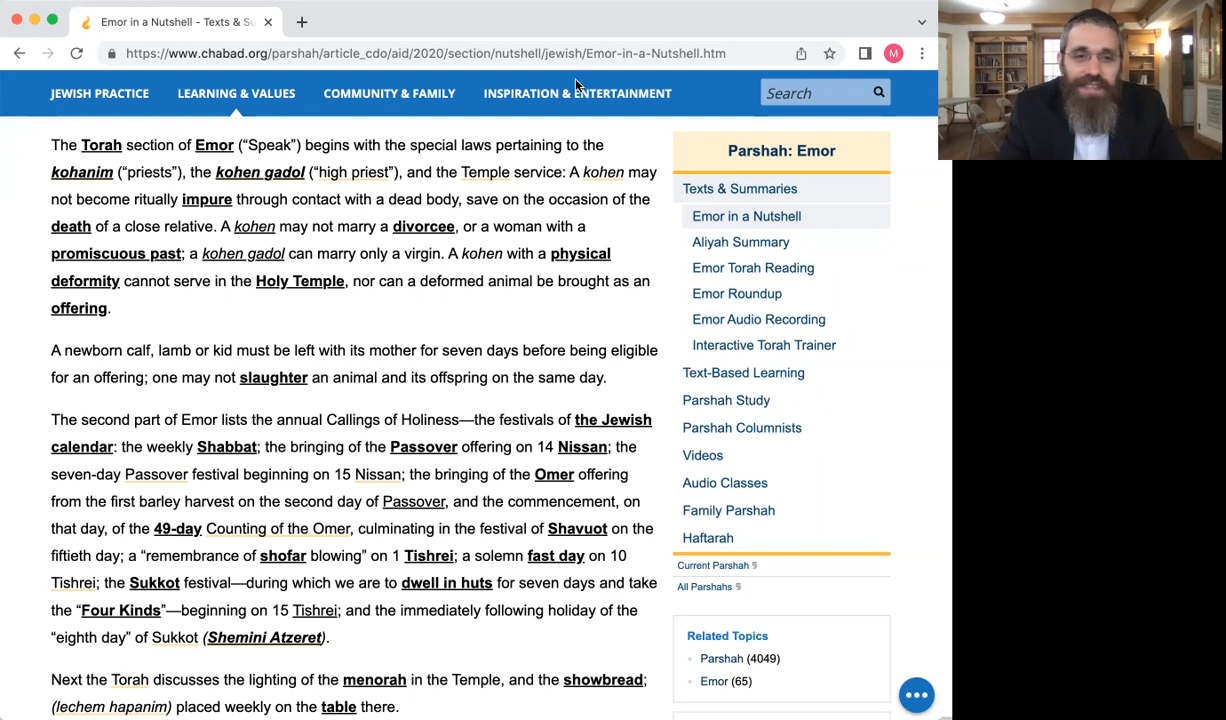 Emor in a Nutshell - Texts & Su
https://www.chabad.org/parshah/article_cdo/aid/2020/section/nutshell/jewish/Emor-in-a-Nutshell.htm
M
JEWISH PRACTICE LEARNING & VALUES COMMUNITY & FAMILY INSPIRATION & ENTERTAINMENT Search
The Torah section of Emor (“Speak”) begins with the special laws pertaining to the
kohanim (“priests”), the kohen gadol (“high priest”), and the Temple service: A kohen may
not become ritually impure through contact with a dead body, save on the occasion of the
death of a close relative. A kohen may not marry a divorcee, or a woman with a
promiscuous past; a kohen gadol can marry only a virgin. A kohen with a physical
deformity cannot serve in the Holy Temple, nor can a deformed animal be brought as an
offering.
A newborn calf, lamb or kid must be left with its mother for seven days before being eligible
for an offering; one may not slaughter an animal and its offspring on the same day.
The second part of Emor lists the annual Callings of Holiness—the festivals of the Jewish
calendar: the weekly Shabbat; the bringing of the Passover offering on 14 Nissan; the
seven-day Passover festival beginning on 15 Nissan; the bringing of the Omer offering
from the first barley harvest on the second day of Passover, and the commencement, on
that day, of the 49-day Counting of the Omer, culminating in the festival of Shavuot on the
fiftieth day; a “remembrance of shofar blowing” on 1 Tishrei; a solemn fast day on 10
Tishrei; the Sukkot festival—during which we are to dwell in huts for seven days and take
the “Four Kinds”—beginning on 15 Tishrei; and the immediately following holiday of the
“eighth day” of Sukkot (Shemini Atzeret).
Next the Torah discusses the lighting of the menorah in the Temple, and the showbread;
(lechem hapanim) placed weekly on the table there.
Parshah: Emor
Texts & Summaries
Emor in a Nutshell
Aliyah Summary
Emor Torah Reading
Emor Roundup
Emor Audio Recording
Interactive Torah Trainer
Text-Based Learning
Parshah Study
Parshah Columnists
Videos
Audio Classes
Family Parshah
Haftarah
Current Parshah
All Parshahs
Related Topics
Parshah (4049)
Emor (65)